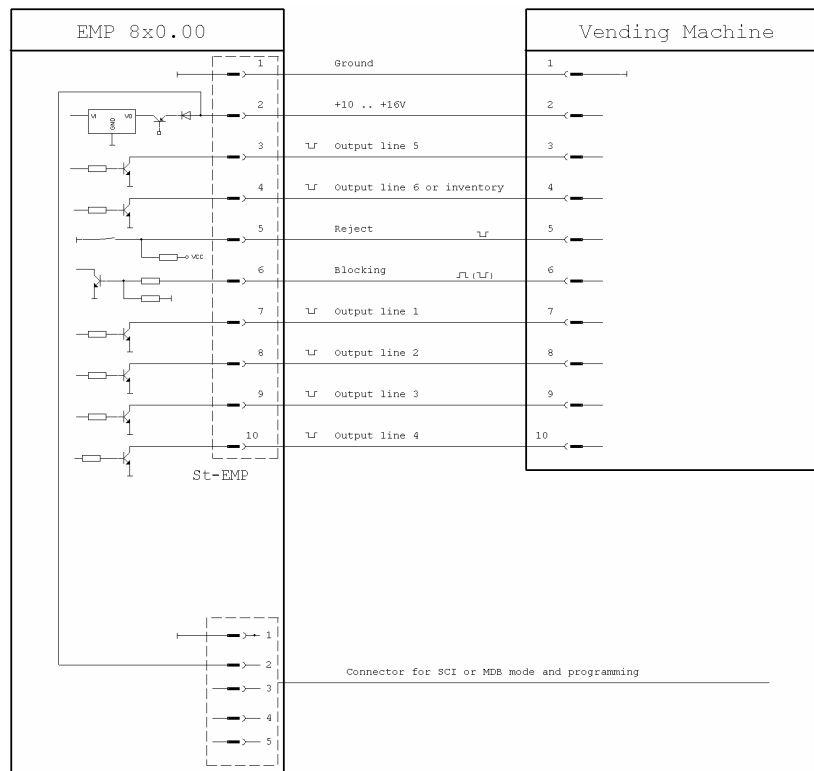 EMP 8x0.00
Vending Machine
1 Ground 1
2 +10 .. +16V 2
Vi VO
GND
3 Output line 5 3
4 Output line 6 or inventory 4
5 Reject 5
VCC
6 Blocking ( ) 6
7 Output line 1 7
8 Output line 2 8
9 Output line 3 9
10 Output line 4 10
St-EMP
1
2
Connector for SCI or MDB mode and programming
3
4
5